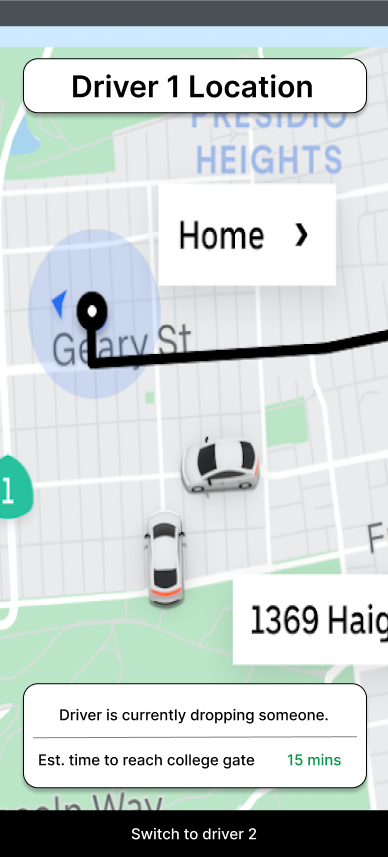 Driver 1 Location
PRESIDIO
HEIGHTS
Home
Geary St
1
1369 Haig
Driver is currently dropping someone.
Est. time to reach college gate 15 mins
Switch to driver 2